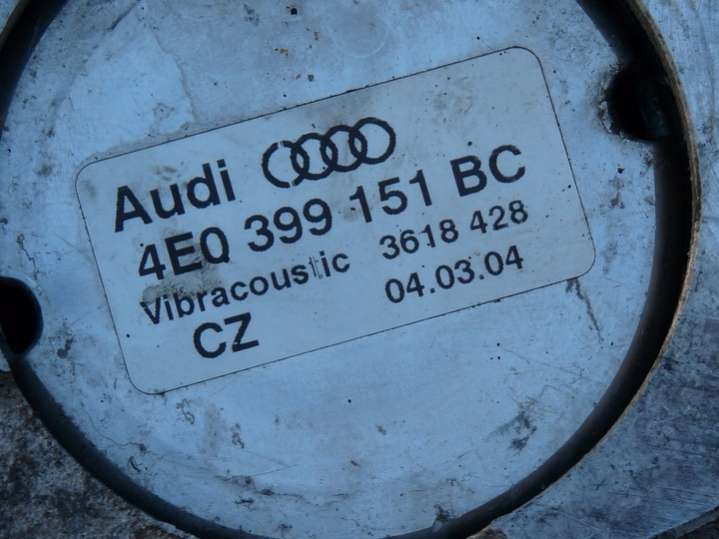 Audi
4E0 399 151 BC
Vibracoustic 3618 428
CZ 04.03.04